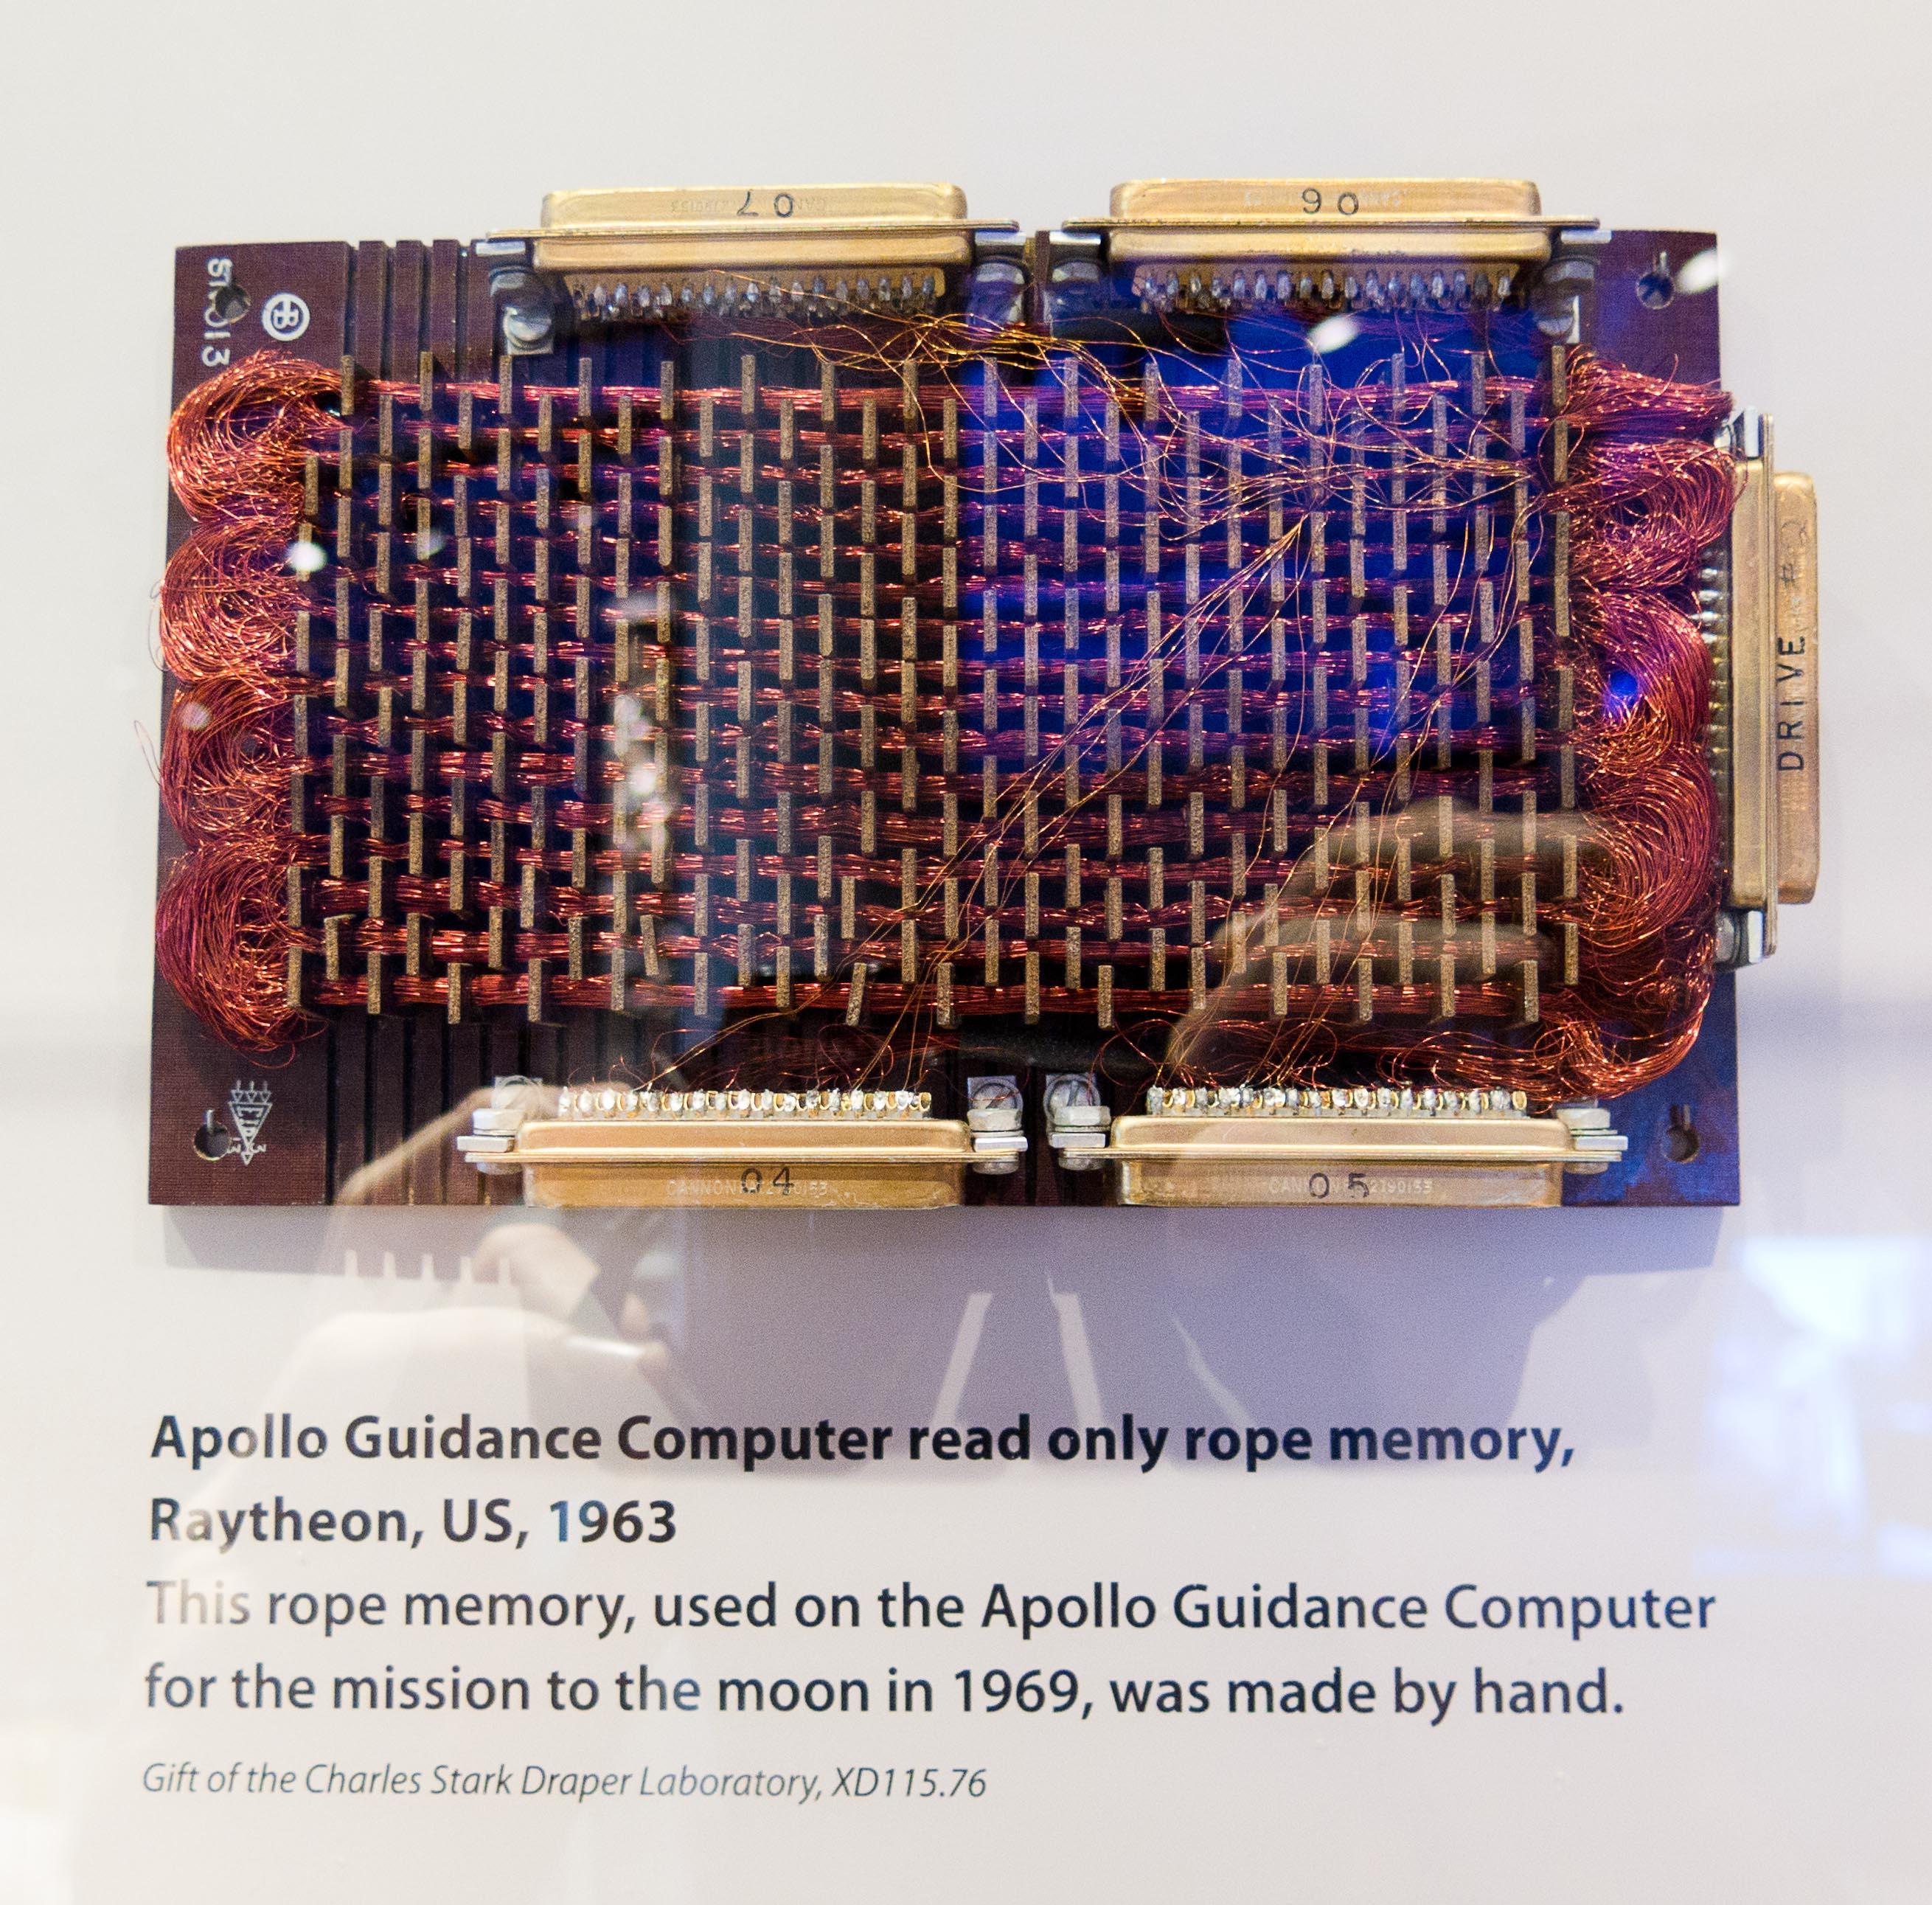 07
06
DRIVE
04
CANNON
05
CANNON
Apollo Guidance Computer read only rope memory,
Raytheon, US, 1963
This rope memory, used on the Apollo Guidance Computer
for the mission to the moon in 1969, was made by hand.
Gift of the Charles Stark Draper Laboratory, XD115.76